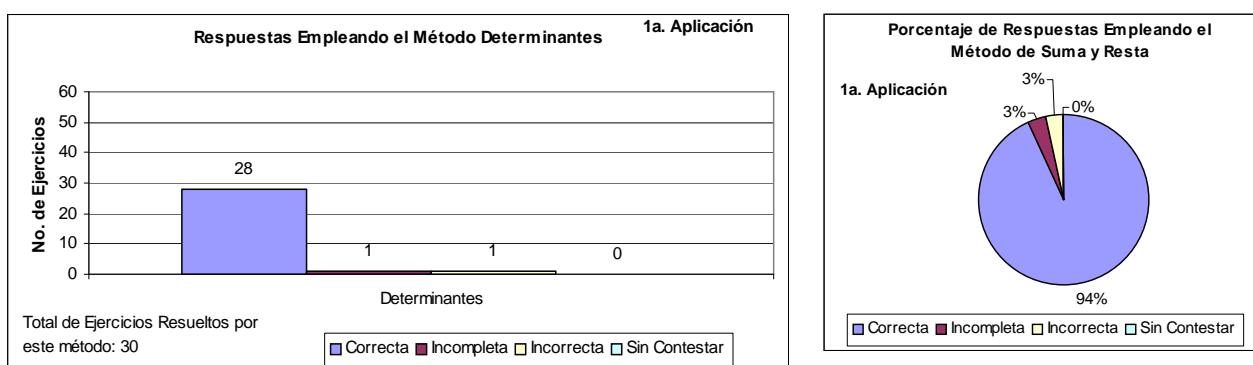 Respuestas Empleando el Método Determinantes
1a. Aplicación
No. de Ejercicios
60
50
40
30
20
10
0
28
1
1
0
Determinantes
Total de Ejercicios Resueltos por
este método: 30
Correcta Incompleta Incorrecta Sin Contestar
Porcentaje de Respuestas Empleando el
Método de Suma y Resta
1a. Aplicación
3%
3%
0%
94%
Correcta Incompleta Incorrecta Sin Contestar